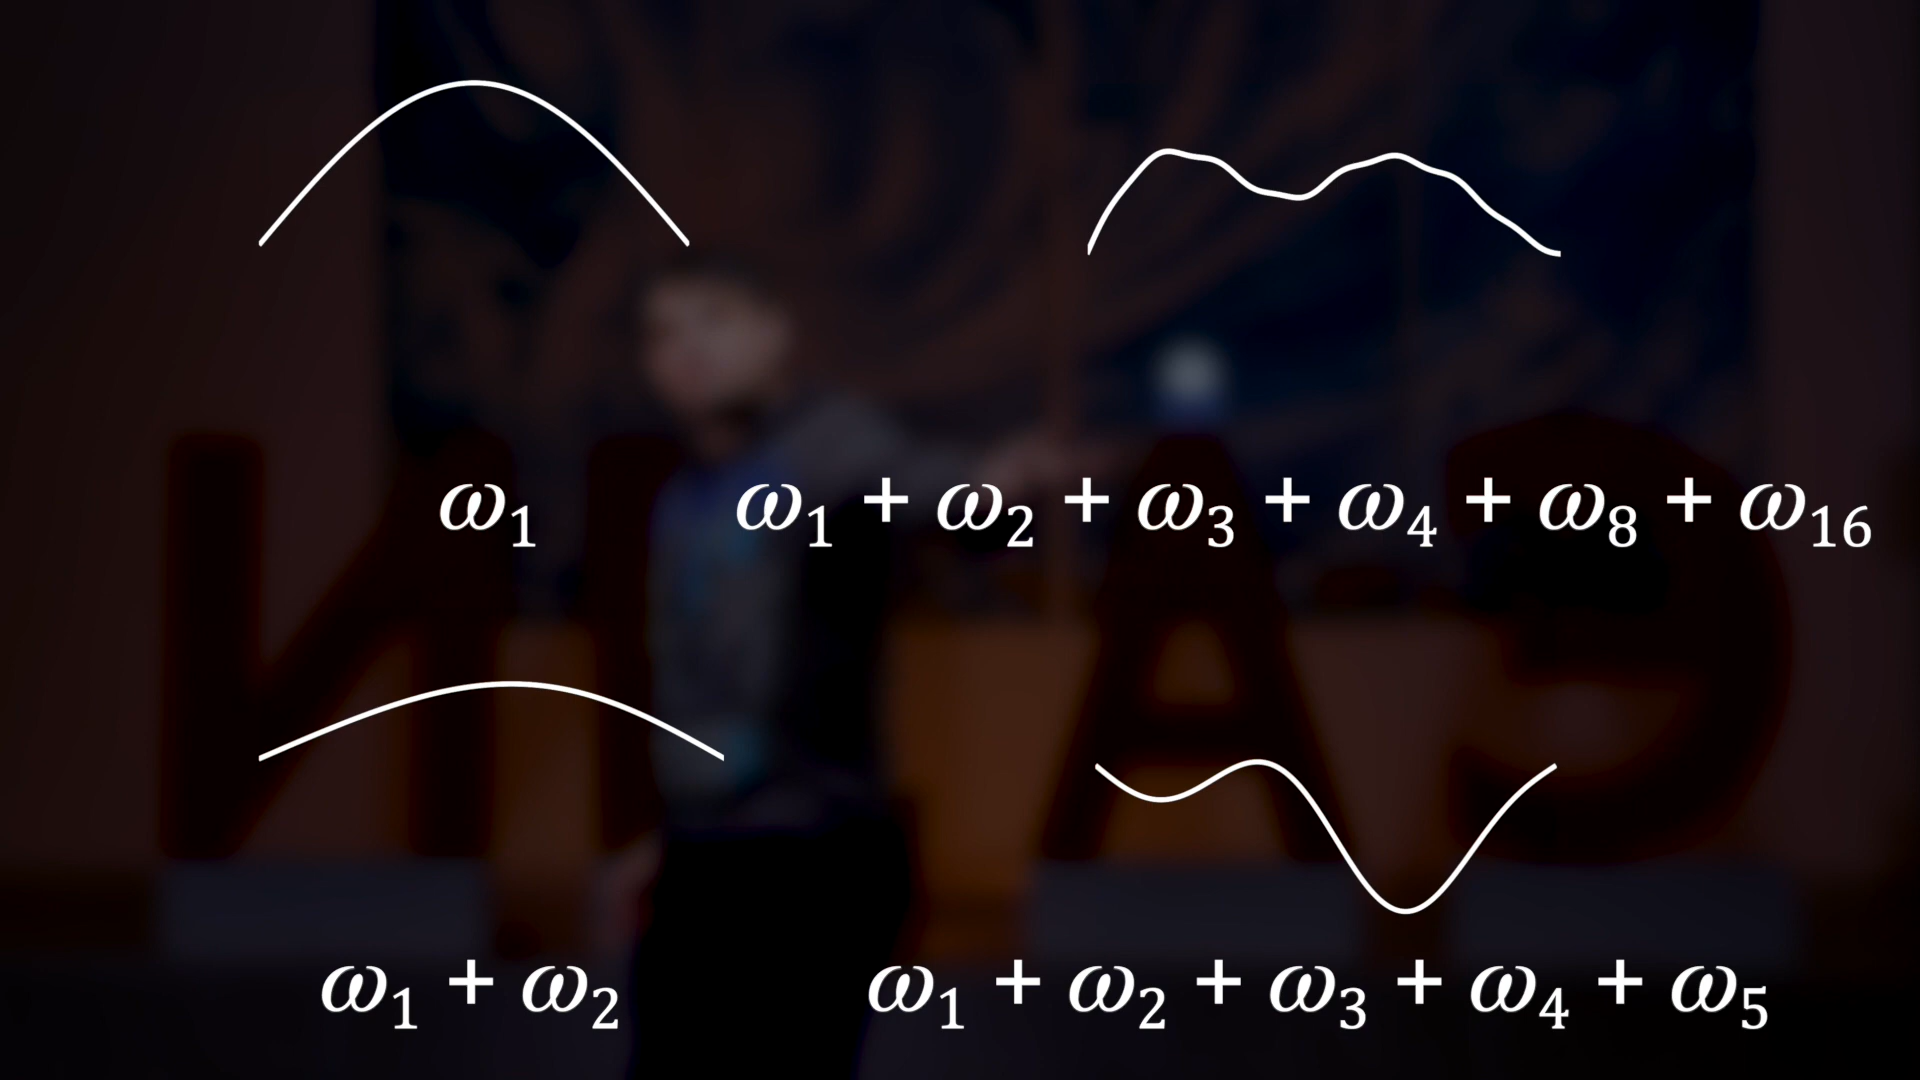 ω₁
ω₁ + ω₂ + ω₃ + ω₄ + ω₈ + ω₁₆
ω₁ + ω₂
ω₁ + ω₂ + ω₃ + ω₄ + ω₅